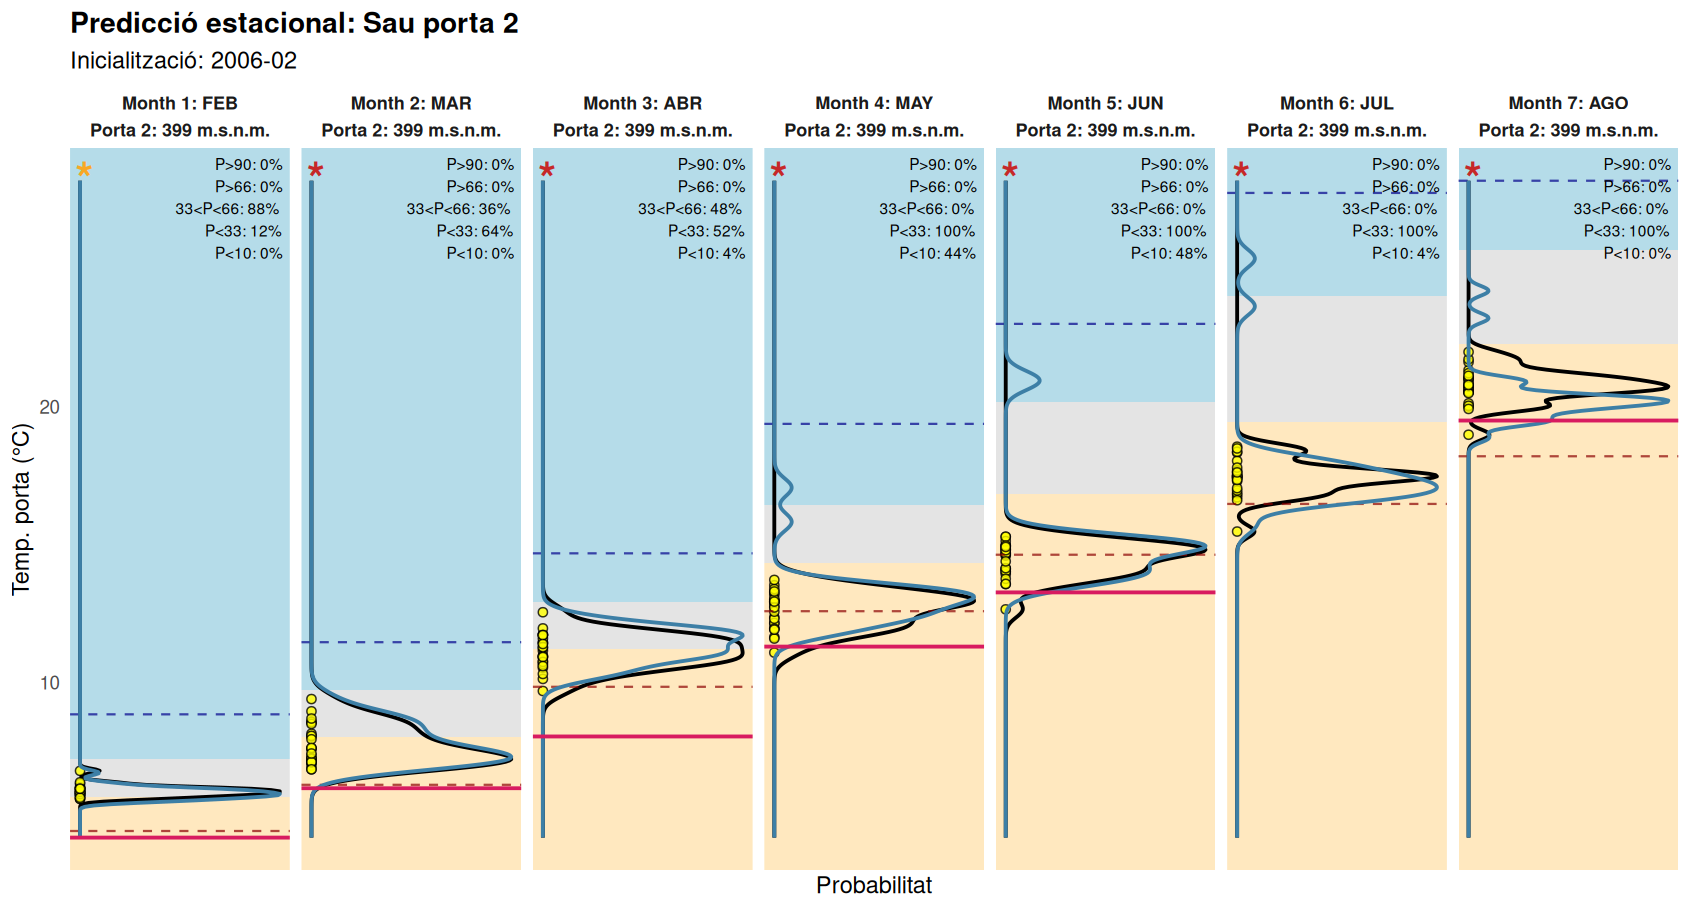 Predicció estacional: Sau porta 2
Inicialització: 2006-02
Month 1: FEB
Porta 2: 399 m.s.n.m.
Month 2: MAR
Porta 2: 399 m.s.n.m.
Month 3: ABR
Porta 2: 399 m.s.n.m.
Month 4: MAY
Porta 2: 399 m.s.n.m.
Month 5: JUN
Porta 2: 399 m.s.n.m.
Month 6: JUL
Porta 2: 399 m.s.n.m.
Month 7: AGO
Porta 2: 399 m.s.n.m.
*
P>90: 0%
P>66: 0%
33<P<66: 88%
P<33: 12%
P<10: 0%
*
P>90: 0%
P>66: 0%
33<P<66: 36%
P<33: 64%
P<10: 0%
*
P>90: 0%
P>66: 0%
33<P<66: 48%
P<33: 52%
P<10: 4%
*
P>90: 0%
P>66: 0%
33<P<66: 0%
P<33: 100%
P<10: 44%
*
P>90: 0%
P>66: 0%
33<P<66: 0%
P<33: 100%
P<10: 48%
*
P>90: 0%
P>66: 0%
33<P<66: 0%
P<33: 100%
P<10: 4%
*
P>90: 0%
P>66: 0%
33<P<66: 0%
P<33: 100%
P<10: 0%
20
10
Temp. porta (°C)
Probabilitat